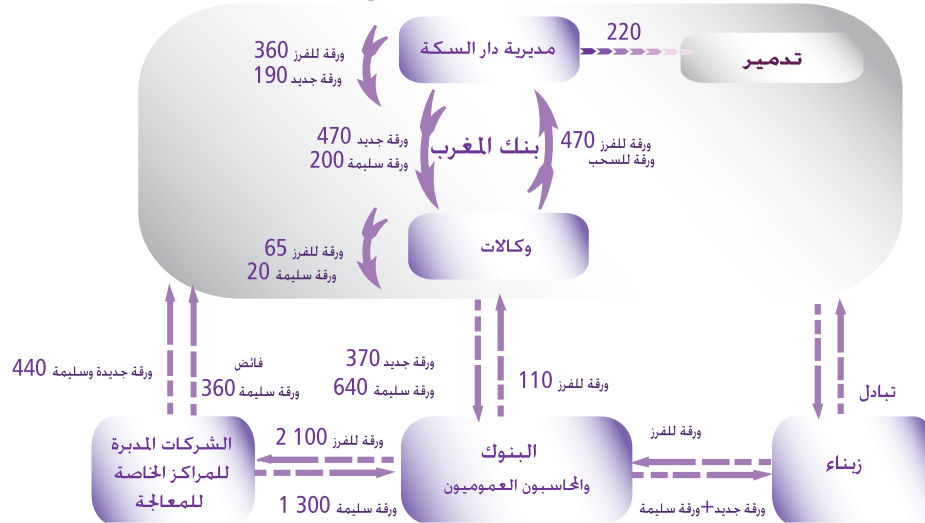 مديرية دار السكة
220
تدمير
360 ورقة للفرز
190 ورقة جديد
470 ورقة جديد
200 ورقة سليمة
بنك المغرب
470 ورقة للفرز
ورقة للسحب
وكالات
65 ورقة للفرز
20 ورقة سليمة
440 ورقة جديدة وسليمة
فائض
360 ورقة سليمة
370 ورقة جديد
640 ورقة سليمة
110 ورقة للفرز
تبادل
الشركات المدبرة
للمراكز الخاصة
للمعالجة
2 100 ورقة للفرز
1 300 ورقة سليمة
البنوك
والمحاسبون العموميون
ورقة للفرز
ورقة جديد+ورقة سليمة
زبناء